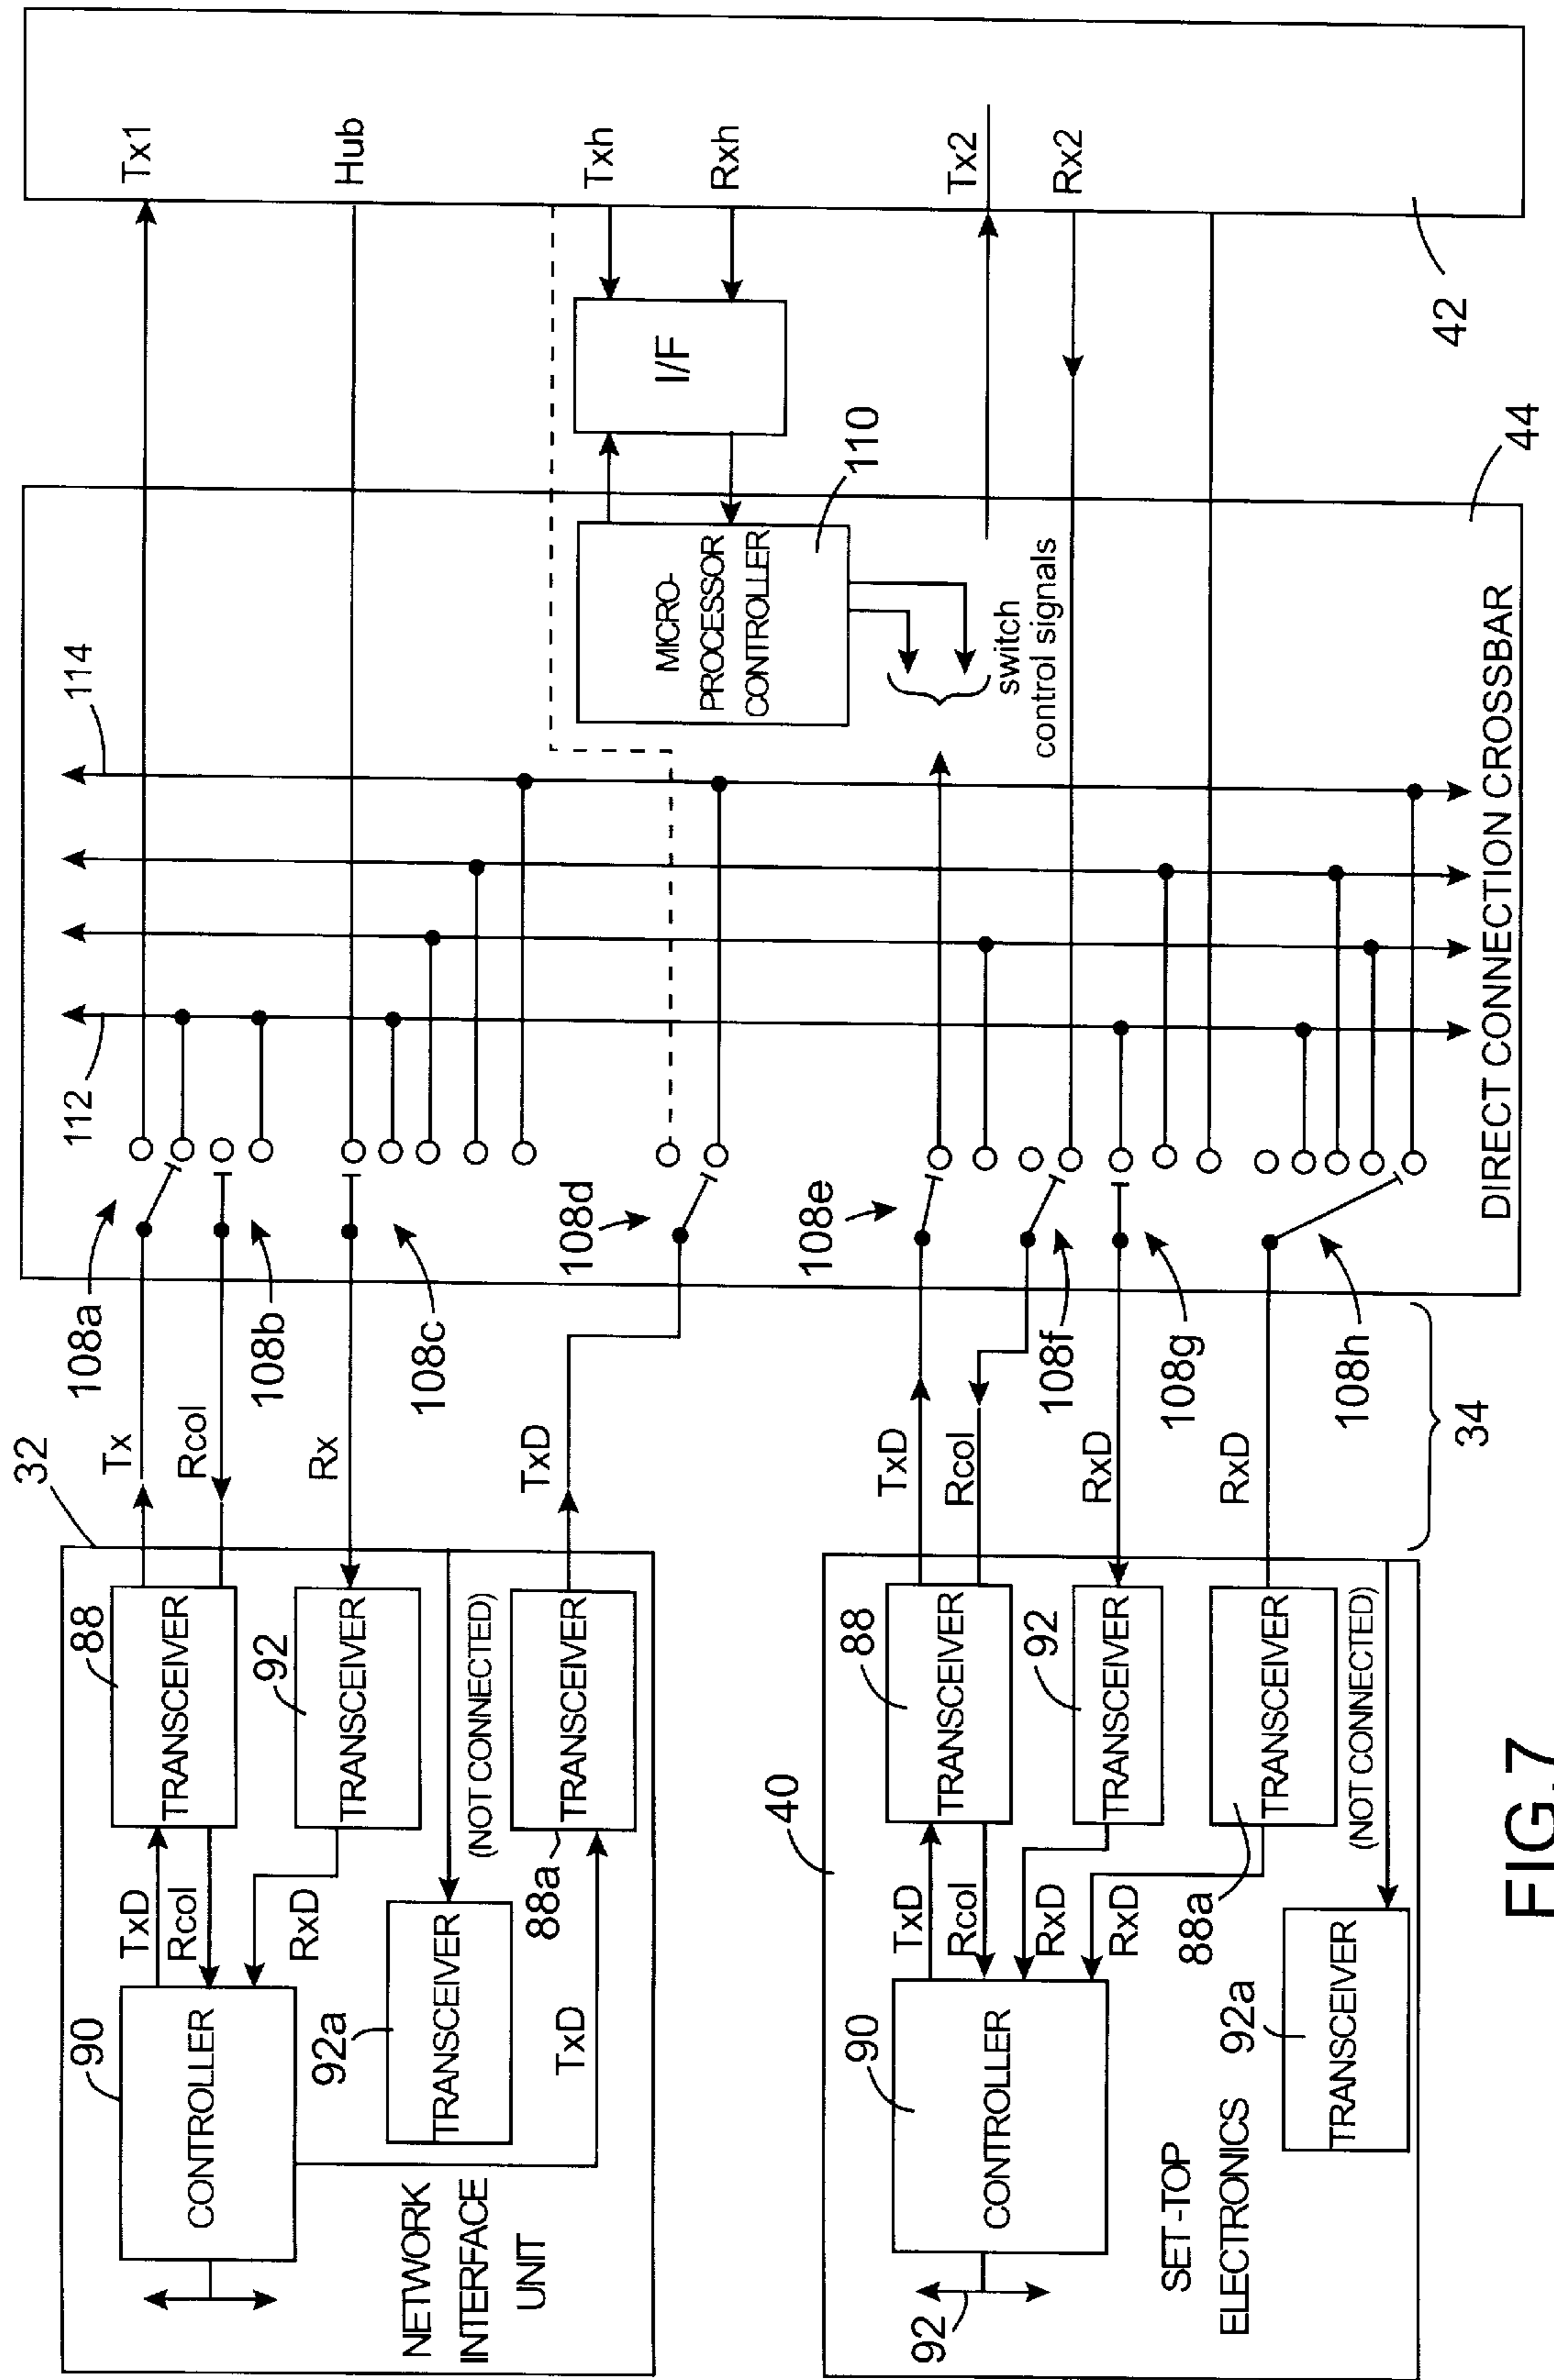 32
90
CONTROLLER
TxD
Rcol
RxD
88
TRANSCEIVER
Tx
Rcol
92
TRANSCEIVER
Rx
92a
TRANSCEIVER
(NOT CONNECTED)
88a
TRANSCEIVER
TxD
TxD
NETWORK
INTERFACE
UNIT
40
90
CONTROLLER
92
TxD
Rcol
RxD
RxD
88
TRANSCEIVER
TxD
Rcol
92
TRANSCEIVER
RxD
88a
TRANSCEIVER
RxD
(NOT CONNECTED)
92a
TRANSCEIVER
SET-TOP
ELECTRONICS
34
108a
108b
108c
108d
108e
108f
108g
108h
112
114
MICRO-
PROCESSOR
CONTROLLER
110
switch
control signals
DIRECT CONNECTION CROSSBAR
44
I/F
Tx1
Hub
Txh
Rxh
Tx2
Rx2
42
FIG.7